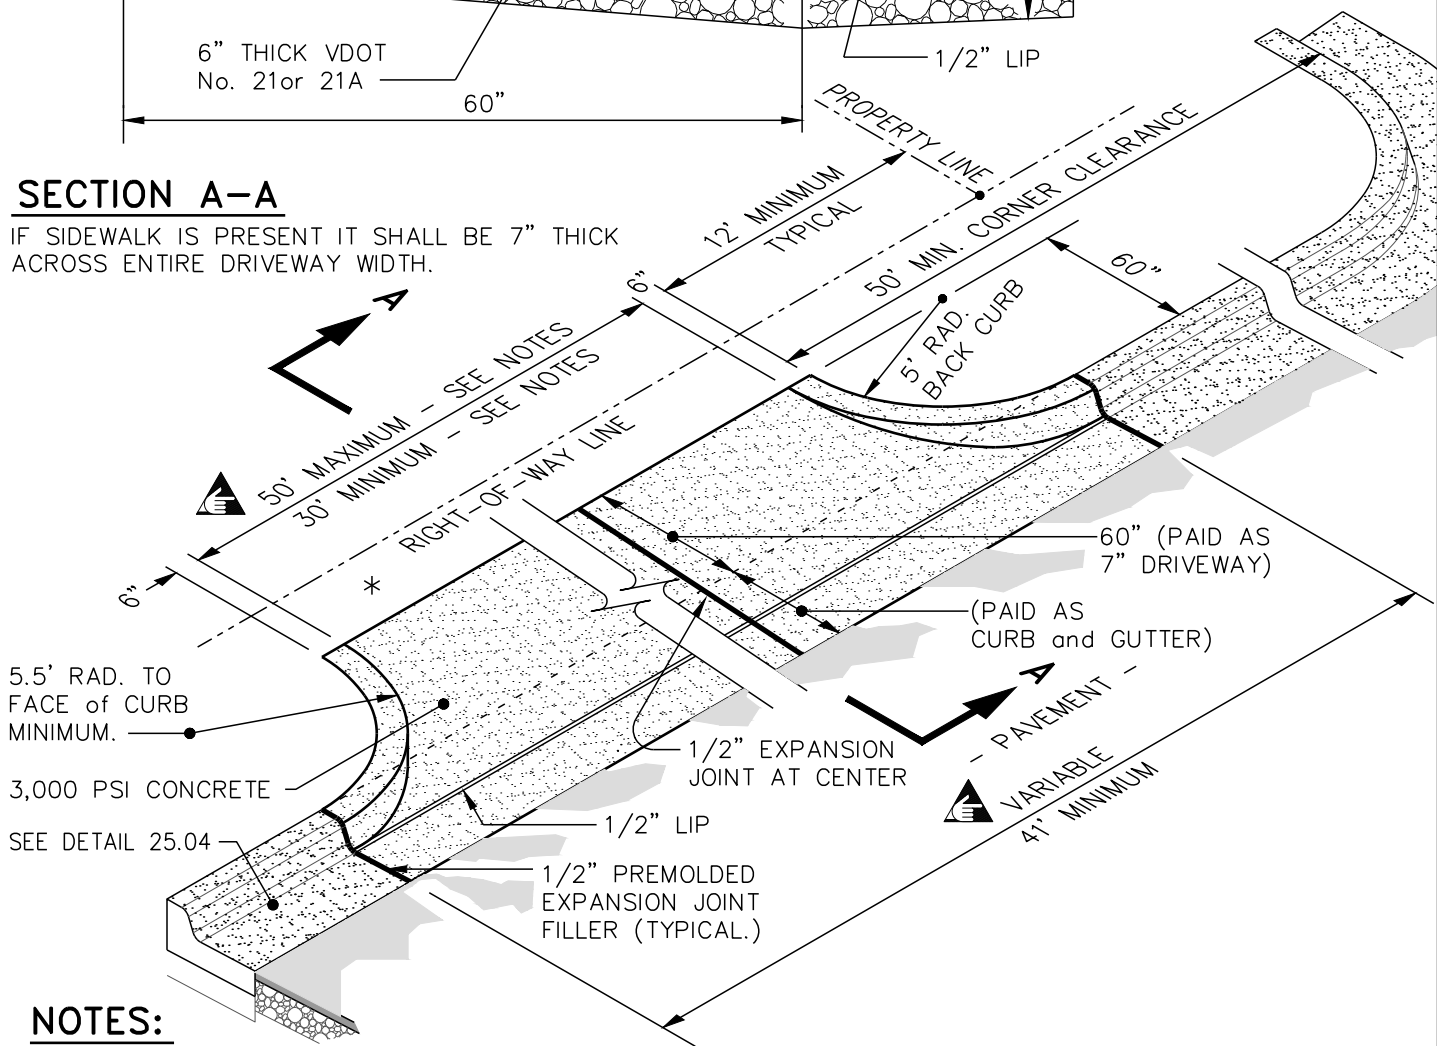 6” THICK VDOT
No. 21or 21A
1/2” LIP
60”
PROPERTY LINE
SECTION A-A
IF SIDEWALK IS PRESENT IT SHALL BE 7” THICK
ACROSS ENTIRE DRIVEWAY WIDTH.
12’ MINIMUM
TYPICAL
50’ MIN. CORNER CLEARANCE
6”
60”
A
5’ RAD.
BACK CURB
50’ MAXIMUM - SEE NOTES
30’ MINIMUM - SEE NOTES
RIGHT-OF-WAY LINE
60” (PAID AS
7” DRIVEWAY)
*
6”
(PAID AS
CURB and GUTTER)
5.5’ RAD. TO
FACE of CURB
MINIMUM.
A
- PAVEMENT -
1/2” EXPANSION
JOINT AT CENTER
3,000 PSI CONCRETE
VARIABLE
41’ MINIMUM
1/2” LIP
SEE DETAIL 25.04
1/2” PREMOLDED
EXPANSION JOINT
FILLER (TYPICAL.)
NOTES: